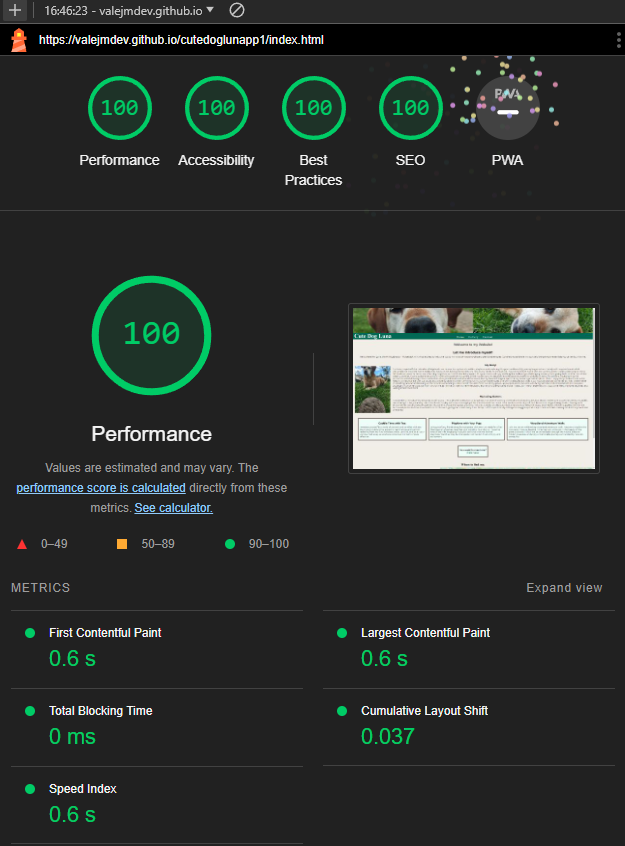 16:46:23 - valejmdev.github.io
https://valejmdev.github.io/cutedoglunapp1/index.html
100 100 100 100 PWA
Performance Accessibility Best Practices SEO PWA
100
Performance
Values are estimated and may vary. The
performance score is calculated directly from these
metrics. See calculator.
0–49 50–89 90–100
Cute Dog Luna
METRICS
Expand view
First Contentful Paint
0.6 s
Largest Contentful Paint
0.6 s
Total Blocking Time
0 ms
Cumulative Layout Shift
0.037
Speed Index
0.6 s